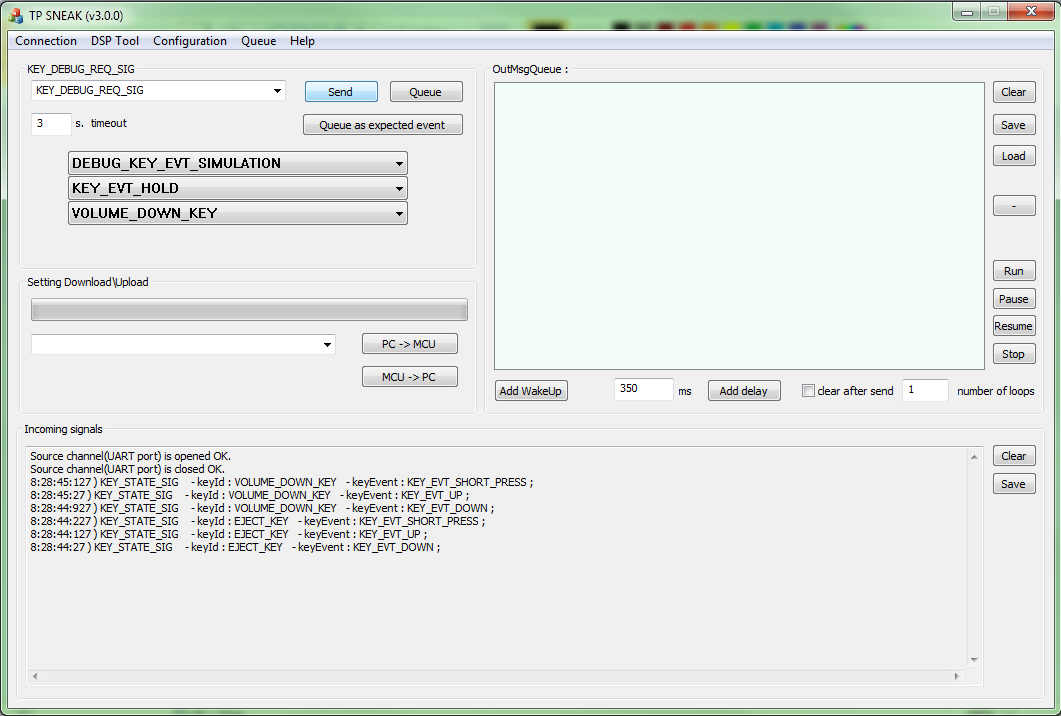 TP SNEAK (v3.0.0)
Connection DSP Tool Configuration Queue Help
KEY_DEBUG_REQ_SIG
KEY_DEBUG_REQ_SIG
Send
Queue
3
s. timeout
Queue as expected event
DEBUG_KEY_EVT_SIMULATION
KEY_EVT_HOLD
VOLUME_DOWN_KEY
Setting Download\Upload
PC -> MCU
MCU -> PC
OutMsgQueue :
Clear
Save
Load
-
Run
Pause
Resume
Stop
Add WakeUp
350
ms
Add delay
clear after send
1
number of loops
Incoming signals
Source channel(UART port) is opened OK.
Source channel(UART port) is closed OK.
8:28:45:127 ) KEY_STATE_SIG - keyId : VOLUME_DOWN_KEY - keyEvent : KEY_EVT_SHORT_PRESS ;
8:28:45:27 ) KEY_STATE_SIG - keyId : VOLUME_DOWN_KEY - keyEvent : KEY_EVT_UP ;
8:28:44:927 ) KEY_STATE_SIG - keyId : VOLUME_DOWN_KEY - keyEvent : KEY_EVT_DOWN ;
8:28:44:227 ) KEY_STATE_SIG - keyId : EJECT_KEY - keyEvent : KEY_EVT_SHORT_PRESS ;
8:28:44:127 ) KEY_STATE_SIG - keyId : EJECT_KEY - keyEvent : KEY_EVT_UP ;
8:28:44:27 ) KEY_STATE_SIG - keyId : EJECT_KEY - keyEvent : KEY_EVT_DOWN ;
Clear
Save